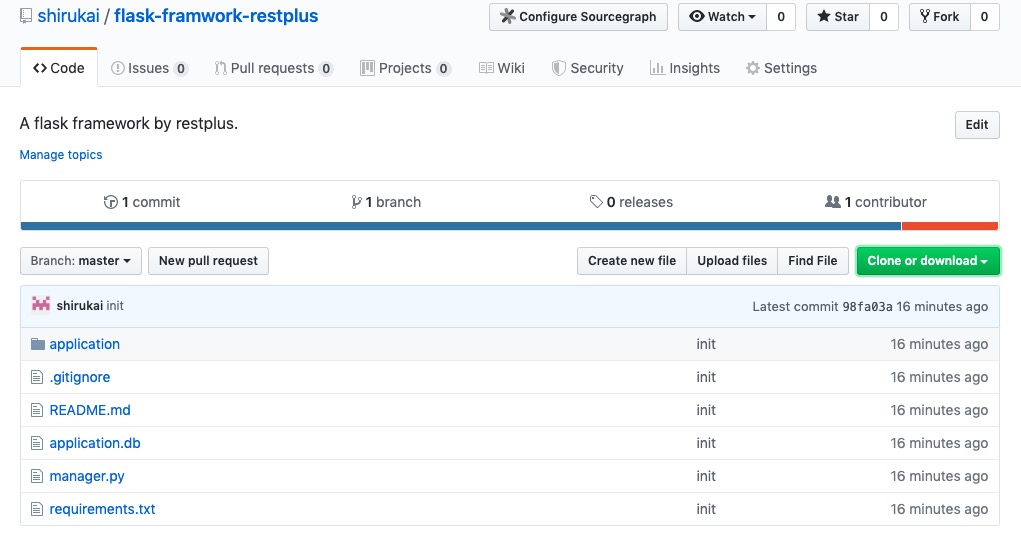 shirukai / flask-framwork-restplus Configure Sourcegraph Watch 0 Star 0 Fork 0
Code Issues 0 Pull requests 0 Projects 0 Wiki Security Insights Settings
A flask framework by restplus. Edit
Manage topics
1 commit 1 branch 0 releases 1 contributor
Branch: master New pull request Create new file Upload files Find File Clone or download
shirukai init Latest commit 98fa03a 16 minutes ago
application init 16 minutes ago
.gitignore init 16 minutes ago
README.md init 16 minutes ago
application.db init 16 minutes ago
manager.py init 16 minutes ago
requirements.txt init 16 minutes ago